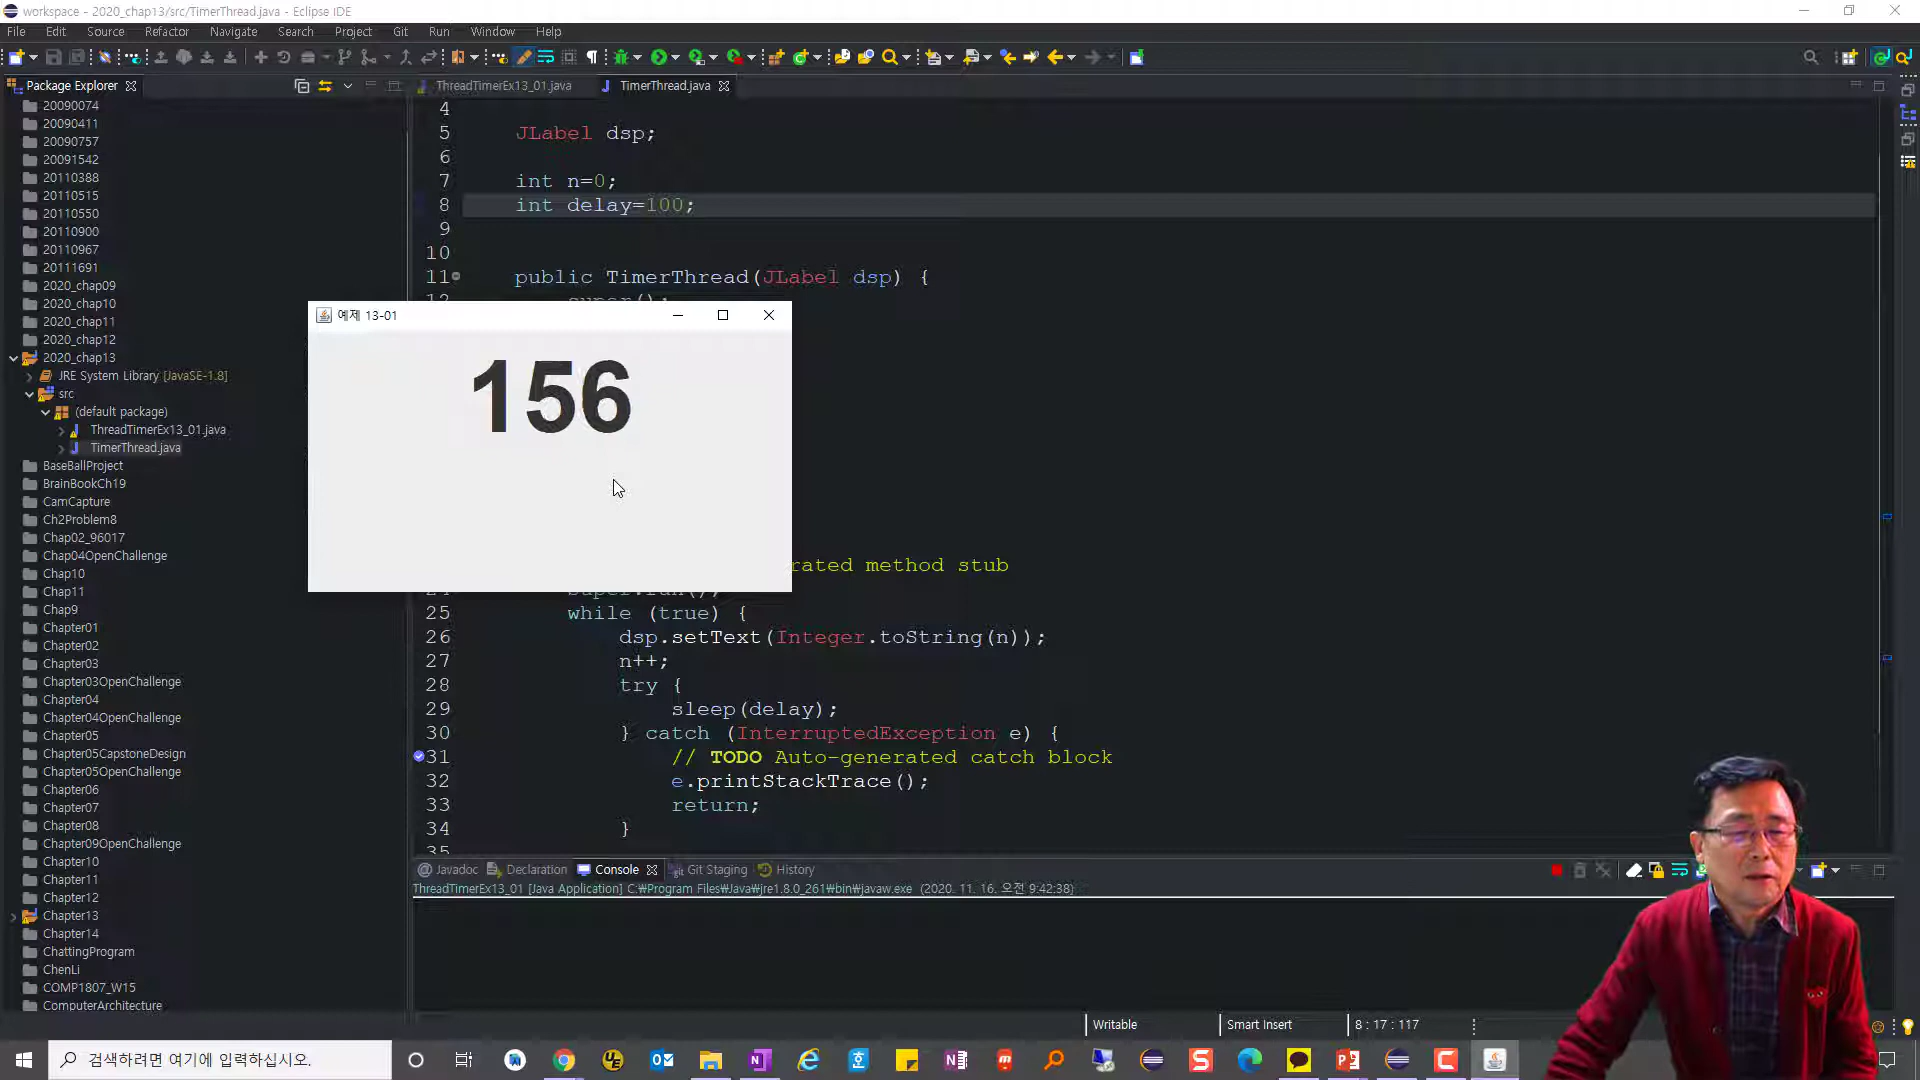 workspace - 2020_chap13/src/TimerThread.java - Eclipse IDE
File Edit Source Refactor Navigate Search Project Git Run Window Help
Package Explorer
ThreadTimerEx13_01.java
TimerThread.java
20090074
20090411
20090757
20091542
20110388
20110515
20110550
20110900
20110967
20111691
2020_chap09
2020_chap10
2020_chap11
2020_chap12
2020_chap13
JRE System Library [JavaSE-1.8]
src
(default package)
ThreadTimerEx13_01.java
TimerThread.java
BaseBallProject
BrainBookCh19
CamCapture
Ch2Problem8
Chap02_96017
Chap04OpenChallenge
Chap10
Chap11
Chap9
Chapter01
Chapter02
Chapter03
Chapter03OpenChallenge
Chapter04
Chapter04OpenChallenge
Chapter05
Chapter05CapstoneDesign
Chapter05OpenChallenge
Chapter06
Chapter07
Chapter08
Chapter09OpenChallenge
Chapter10
Chapter11
Chapter12
Chapter13
Chapter14
ChattingProgram
ChenLi
COMP1807_W15
ComputerArchitecture
4
5 JLabel dsp;
6
7 int n=0;
8 int delay=100;
9
10
11 public TimerThread(JLabel dsp) {
12 super();
예제 13-01
156
rated method stub
super.run();
25 while (true) {
26 dsp.setText(Integer.toString(n));
27 n++;
28 try {
29 sleep(delay);
30 } catch (InterruptedException e) {
31 // TODO Auto-generated catch block
32 e.printStackTrace();
33 return;
34 }
35
@ Javadoc Declaration Console Git Staging History
ThreadTimerEx13_01 [Java Application] C:₩Program Files₩Java₩jre1.8.0_261₩bin₩javaw.exe (2020. 11. 16. 오전 9:42:38)
Writable
Smart Insert
8 : 17 : 117
검색하려면 여기에 입력하십시오.